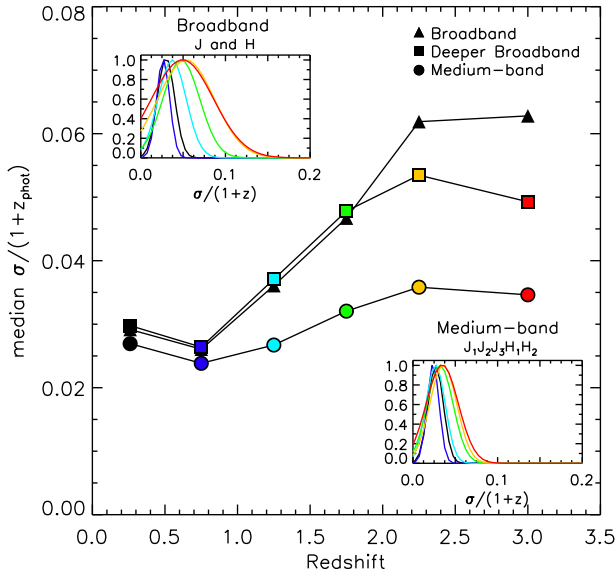 0.08
0.06
0.04
0.02
0.00
median σ/(1+z_phot)
0.0 0.5 1.0 1.5 2.0 2.5 3.0 3.5
Redshift
Broadband
Deeper Broadband
Medium-band
Broadband
J and H
1.0
0.8
0.6
0.4
0.2
0.0
0.0 0.1 0.2
σ/(1+z)
Medium-band
J₁J₂J₃H₁H₂
1.0
0.8
0.6
0.4
0.2
0.0
0.0 0.1 0.2
σ/(1+z)